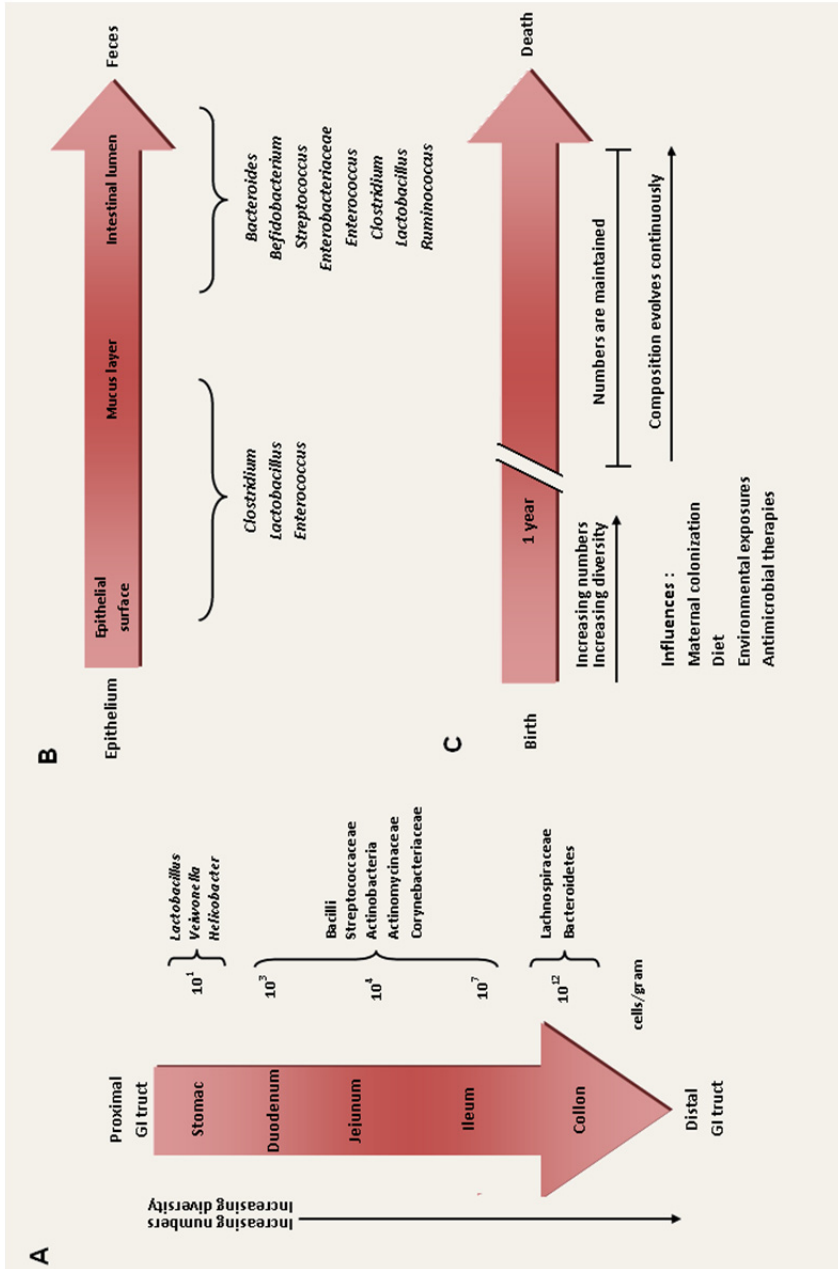 A
Increasing numbers
Increasing diversity
Proximal
GI truct
Stomac
Duodenum
Jeiunum
Ileum
Collon
Distal
GI truct
10¹
10³
10⁴
10⁷
10¹²
cells/gram
Lactobacillus
Veiwonella
Helicobacter
Bacilli
Streptococcaceae
Actinobacteria
Actinomycinaceae
Corynebacteriaceae
Lachnospiraceae
Bacteroidetes
B
Epithelium
Epithelial
surface
Mucus layer
Intestinal lumen
Feces
Clostridium
Lactobacillus
Enterococcus
Bacteroides
Befidobacterium
Streptococcus
Enterobacteriaceae
Enterococcus
Clostridium
Lactobacillus
Ruminococcus
C
Birth
1 year
Death
Increasing numbers
Increasing diversity
Numbers are maintained
Composition evolves continuously
Influences :
Maternal colonization
Diet
Environmental exposures
Antimicrobial therapies